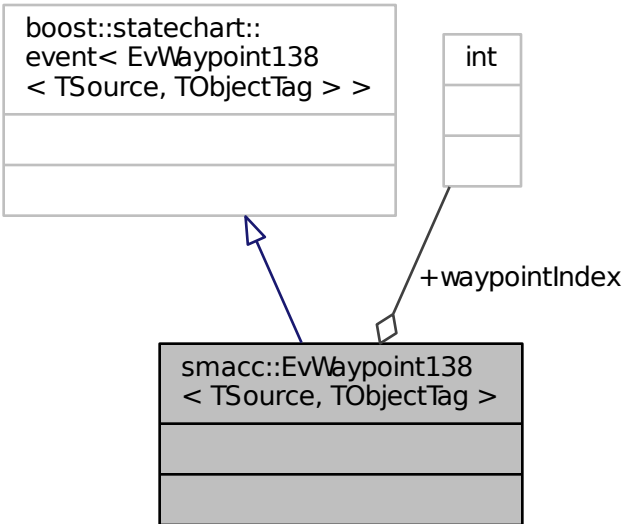 boost::statechart::
event< EvWaypoint138
< TSource, TObjectTag > >
int
+waypointIndex
smacc::EvWaypoint138
< TSource, TObjectTag >